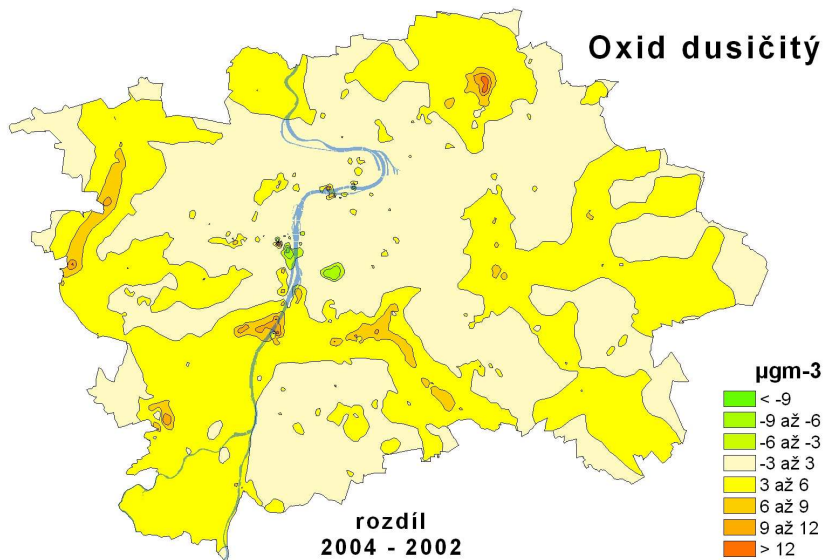 Oxid dusičitý
µgm-3
< -9
-9 až -6
-6 až -3
-3 až 3
3 až 6
6 až 9
9 až 12
> 12
rozdíl
2004 - 2002